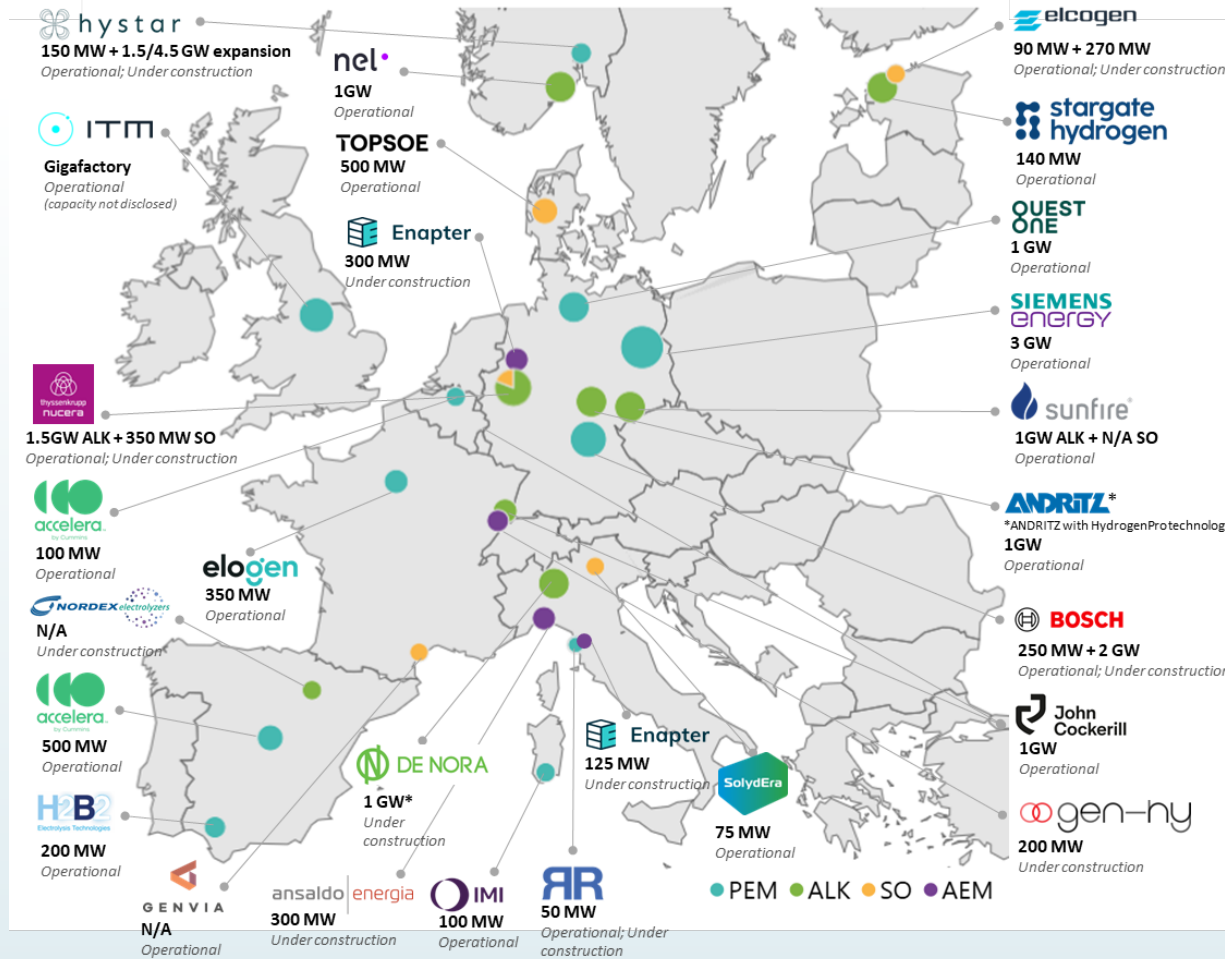 hystar
150 MW + 1.5/4.5 GW expansion
Operational; Under construction
nel
1GW
Operational
ITM
Gigafactory
Operational
(capacity not disclosed)
TOPSOE
500 MW
Operational
Enapter
300 MW
Under construction
elcogen
90 MW + 270 MW
Operational; Under construction
stargate
hydrogen
140 MW
Operational
QUEST
ONE
1 GW
Operational
SIEMENS
energy
3 GW
Operational
sunfire®
1GW ALK + N/A SO
Operational
ANDRITZ*
*ANDRITZ with HydrogenPro technolog
1GW
Operational
BOSCH
250 MW + 2 GW
Operational; Under construction
John
Cockerill
1GW
Operational
gen-hy
200 MW
Under construction
thyssenkrupp
nucera
1.5GW ALK + 350 MW SO
Operational; Under construction
accelera.
by Cummins
100 MW
Operational
elogen
350 MW
Operational
NORDEX electrolyzers
N/A
Under construction
accelera.
by Cummins
500 MW
Operational
H2B2
Electrolysis Technologies
200 MW
Operational
GENVIA
N/A
Operational
DE NORA
1 GW*
Under
construction
ansaldo energia
300 MW
Under construction
IMI
100 MW
Operational
RR
50 MW
Operational; Under
construction
Enapter
125 MW
Under construction
SolydEra
75 MW
Operational
PEM ALK SO AEM